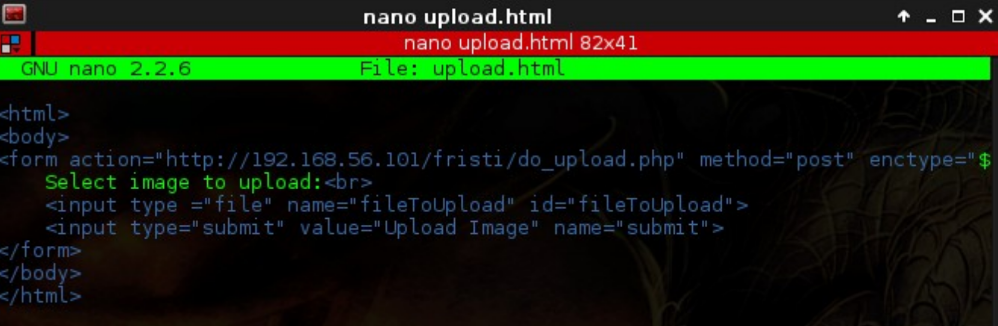 nano upload.html
nano upload.html 82x41
GNU nano 2.2.6 File: upload.html
<html>
<body>
<form action="http://192.168.56.101/fristi/do_upload.php" method="post" enctype="$
Select image to upload:<br>
<input type ="file" name="fileToUpload" id="fileToUpload">
<input type="submit" value="Upload Image" name="submit">
</form>
</body>
</html>